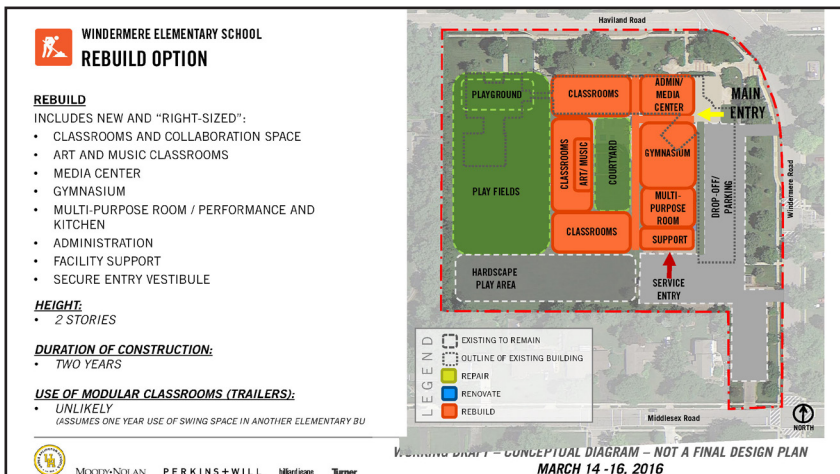 WINDERMERE ELEMENTARY SCHOOL
REBUILD OPTION
REBUILD
INCLUDES NEW AND “RIGHT-SIZED”:
• CLASSROOMS AND COLLABORATION SPACE
• ART AND MUSIC CLASSROOMS
• MEDIA CENTER
• GYMNASIUM
• MULTI-PURPOSE ROOM / PERFORMANCE AND
KITCHEN
• ADMINISTRATION
• FACILITY SUPPORT
• SECURE ENTRY VESTIBULE
HEIGHT:
• 2 STORIES
DURATION OF CONSTRUCTION:
• TWO YEARS
USE OF MODULAR CLASSROOMS (TRAILERS):
• UNLIKELY
(ASSUMES ONE YEAR USE OF SWING SPACE IN ANOTHER ELEMENTARY BU
MOODY•NOLAN PERKINS+WILL Turner
Haviland Road
PLAYGROUND
CLASSROOMS
ADMIN/
MEDIA
CENTER
MAIN
ENTRY
CLASSROOMS
ART/ MUSIC
COURTYARD
GYMNASIUM
DROP-OFF/
PARKING
Windermere Road
PLAY FIELDS
MULTI-
PURPOSE
ROOM
CLASSROOMS
SUPPORT
HARDSCAPE
PLAY AREA
SERVICE
ENTRY
LEGEND
EXISTING TO REMAIN
OUTLINE OF EXISTING BUILDING
REPAIR
RENOVATE
REBUILD
Middlesex Road
NORTH
WORKING DRAFT – CONCEPTUAL DIAGRAM – NOT A FINAL DESIGN PLAN
MARCH 14 -16, 2016